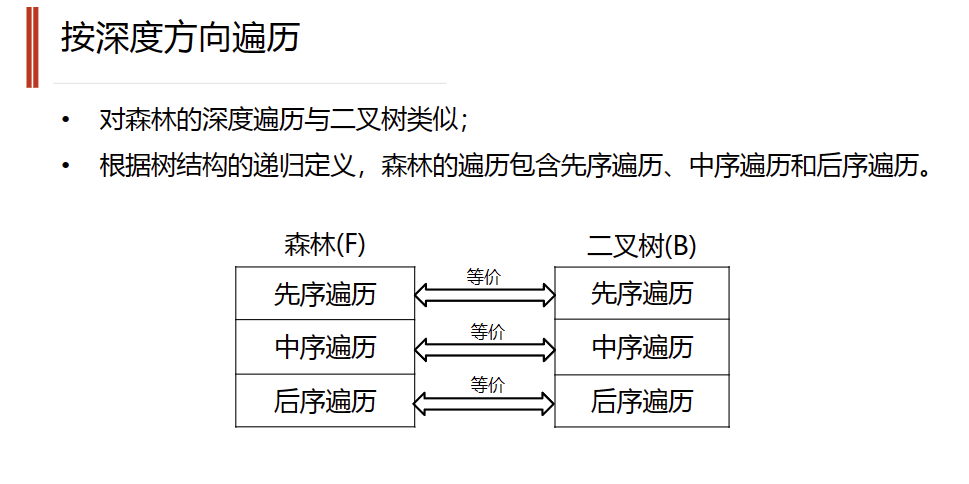 按深度方向遍历
• 对森林的深度遍历与二叉树类似；
• 根据树结构的递归定义，森林的遍历包含先序遍历、中序遍历和后序遍历。
森林(F) 二叉树(B)
先序遍历 等价 先序遍历
中序遍历 等价 中序遍历
后序遍历 等价 后序遍历